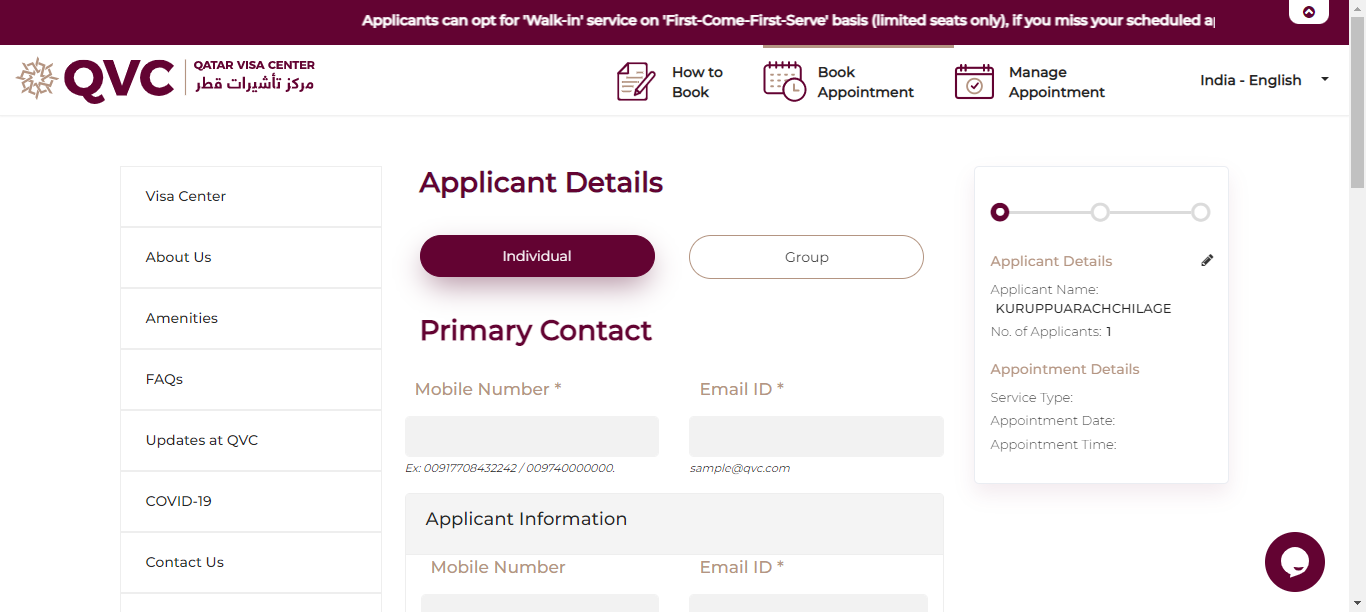 Applicants can opt for 'Walk-in' service on 'First-Come-First-Serve' basis (limited seats only), if you miss your scheduled
QVC
QATAR VISA CENTER
مركز تأشيرات قطر
How to
Book
Book
Appointment
Manage
Appointment
India - English
Visa Center
About Us
Amenities
FAQs
Updates at QVC
COVID-19
Contact Us
Applicant Details
Individual
Group
Primary Contact
Mobile Number *
Email ID *
Ex: 00917708432242 / 009740000000.
sample@qvc.com
Applicant Information
Mobile Number
Email ID *
Applicant Details
Applicant Name:
KURUPPUARACHCHILAGE
No. of Applicants: 1
Appointment Details
Service Type:
Appointment Date:
Appointment Time: